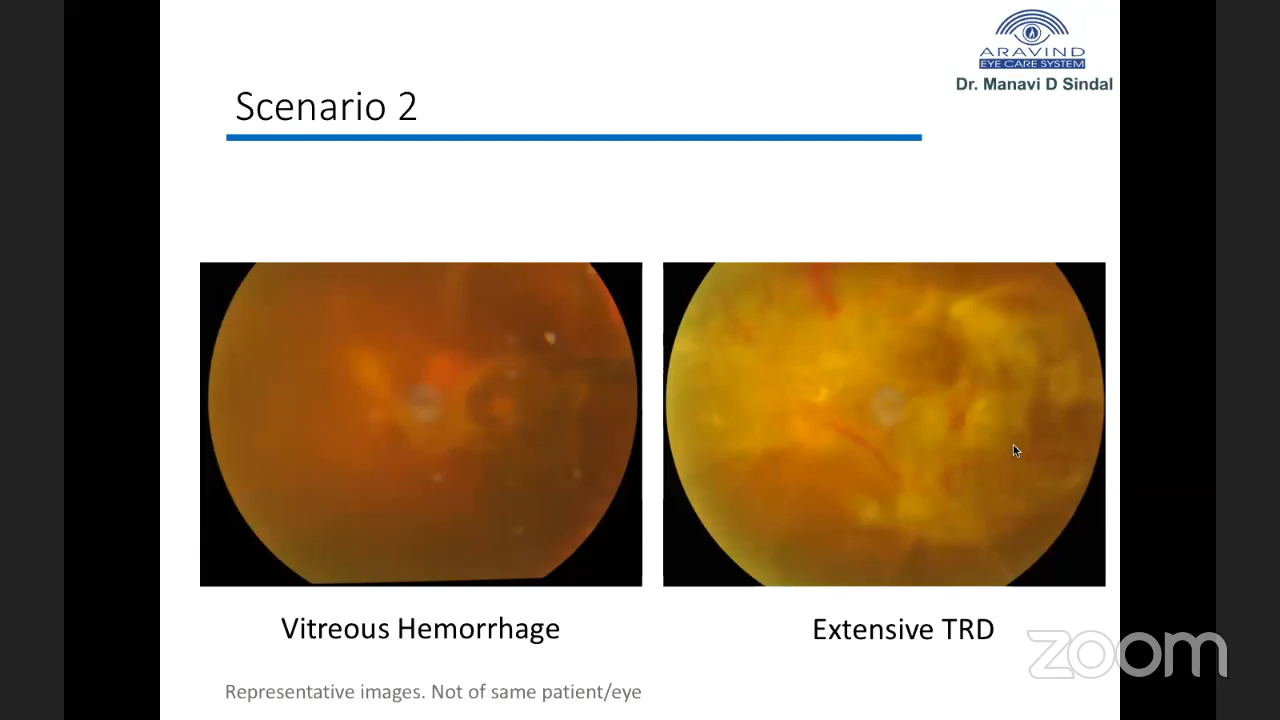 ARAVIND
EYE CARE SYSTEM
Dr. Manavi D Sindal
Scenario 2
Vitreous Hemorrhage
Extensive TRD
zoom
Representative images. Not of same patient/eye